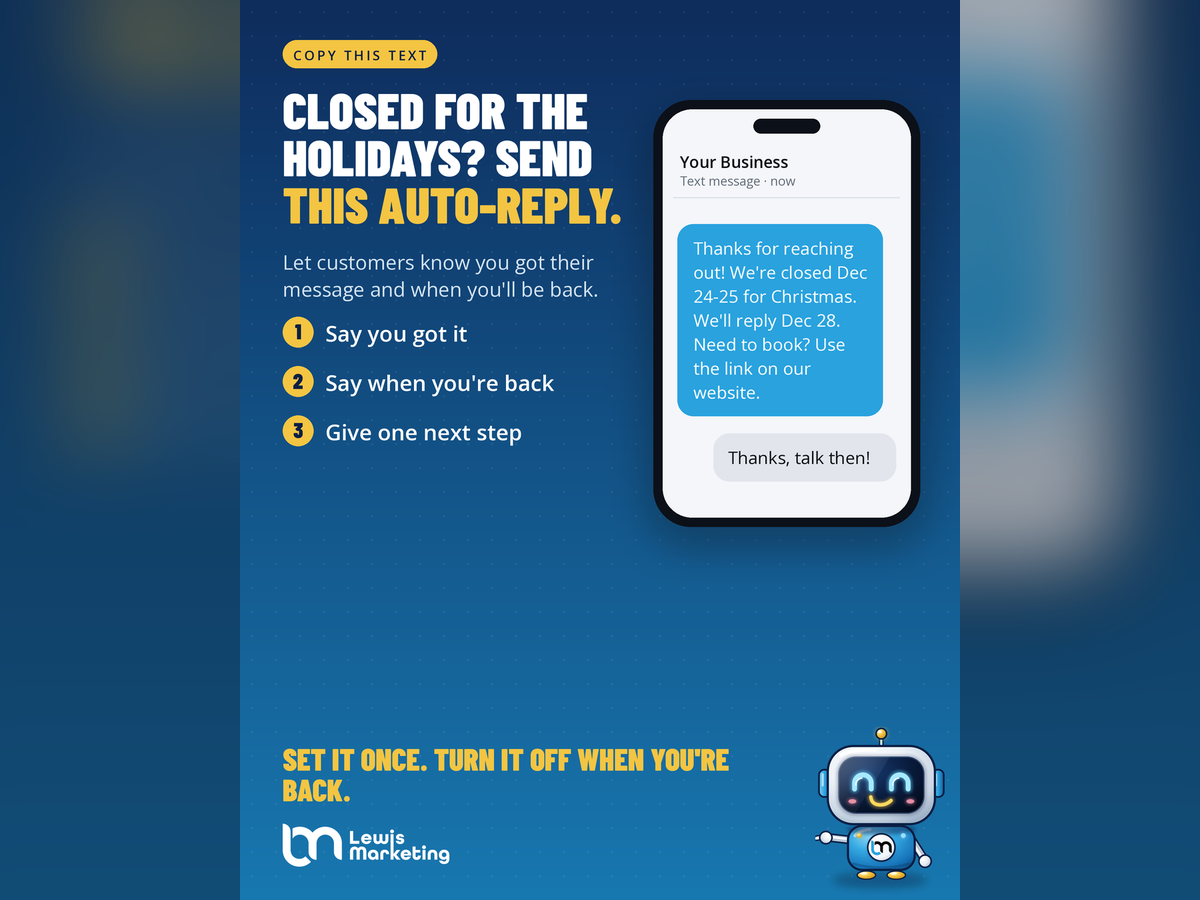 COPY THIS TEXT
CLOSED FOR THE
HOLIDAYS? SEND
THIS AUTO-REPLY.
Let customers know you got their
message and when you'll be back.
1 Say you got it
2 Say when you're back
3 Give one next step
Your Business
Text message · now
Thanks for reaching
out! We're closed Dec
24-25 for Christmas.
We'll reply Dec 28.
Need to book? Use
the link on our
website.
Thanks, talk then!
SET IT ONCE. TURN IT OFF WHEN YOU'RE
BACK.
Lewis
Marketing